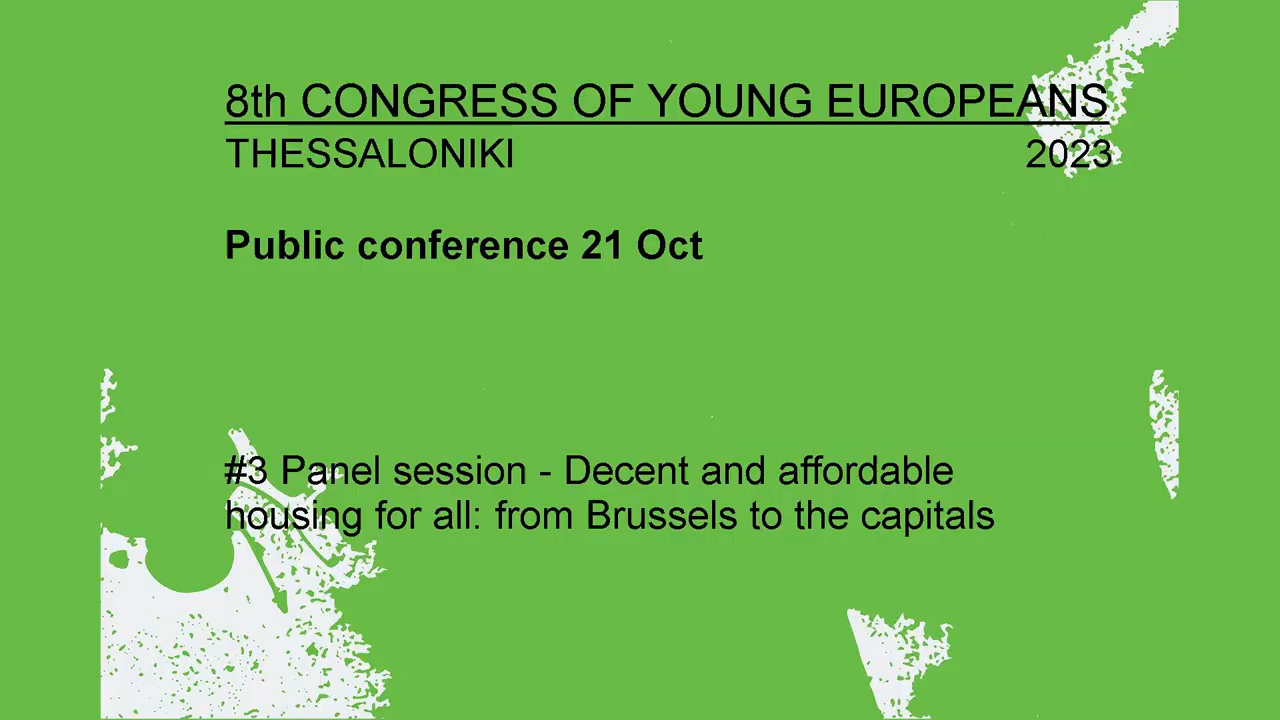 8th CONGRESS OF YOUNG EUROPEANS
THESSALONIKI 2023
Public conference 21 Oct
#3 Panel session - Decent and affordable
housing for all: from Brussels to the capitals